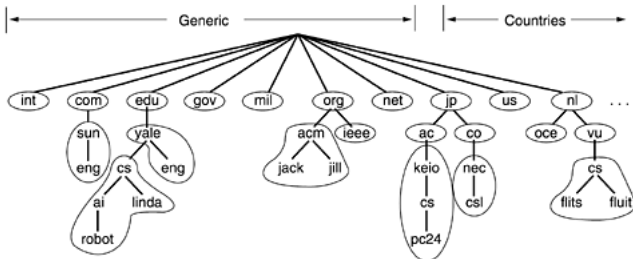 Generic Countries
int com edu gov mil org net jp us nl ...
sun yale acm ieee ac co oce vu
eng cs eng jack jill keio nec cs
ai linda cs csl flits fluit
robot pc24